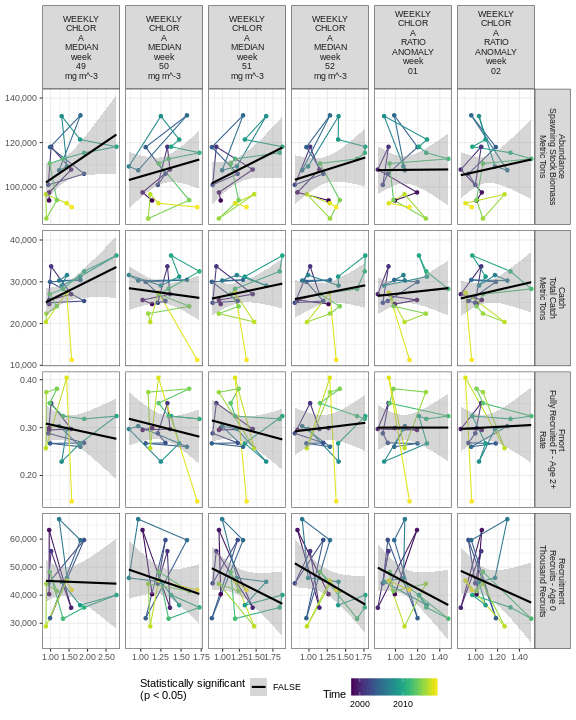 WEEKLY
CHLOR
A
MEDIAN
week
49
mg m^-3
WEEKLY
CHLOR
A
MEDIAN
week
50
mg m^-3
WEEKLY
CHLOR
A
MEDIAN
week
51
mg m^-3
WEEKLY
CHLOR
A
MEDIAN
week
52
mg m^-3
WEEKLY
CHLOR
A
RATIO
ANOMALY
week
01
WEEKLY
CHLOR
A
RATIO
ANOMALY
week
02
140,000
120,000
100,000
Abundance
Spawning Stock Biomass
Metric Tons
40,000
30,000
20,000
10,000
Catch
Total Catch
Metric Tons
0.40
0.30
0.20
Fmort
Fully Recruited F - Age 2+
Rate
60,000
50,000
40,000
30,000
Recruitment
Recruits - Age 0
Thousand Recruits
1.00 1.50 2.00 2.50
1.00 1.25 1.50 1.75
1.00 1.25 1.50 1.75
1.00 1.25 1.50 1.75
1.00 1.20 1.40
1.00 1.20 1.40
Statistically significant
(p < 0.05)
FALSE
Time
2000 2010